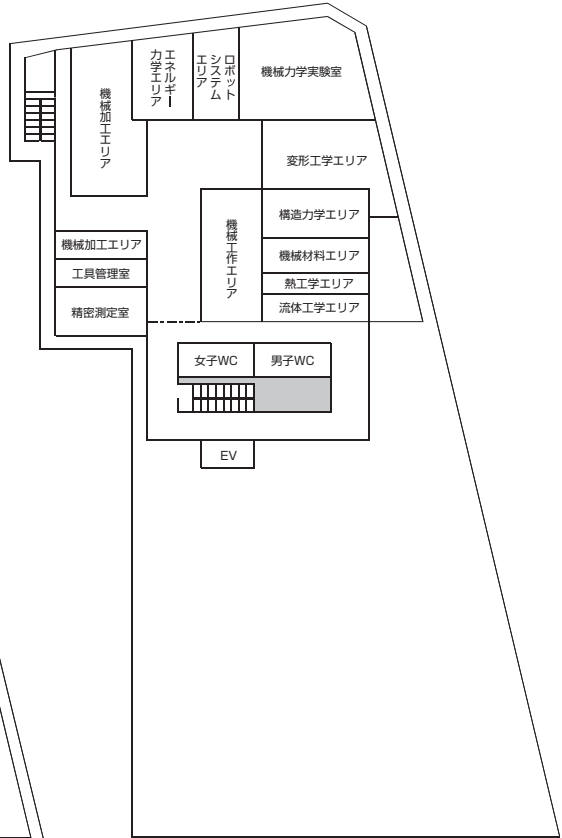 機械加工エリア
エネルギー
力学エリア
ロボット
システム
エリア
機械力学実験室
変形工学エリア
機械工作エリア
構造力学エリア
機械加工エリア
機械材料エリア
工具管理室
熱工学エリア
精密測定室
流体工学エリア
女子WC
男子WC
EV